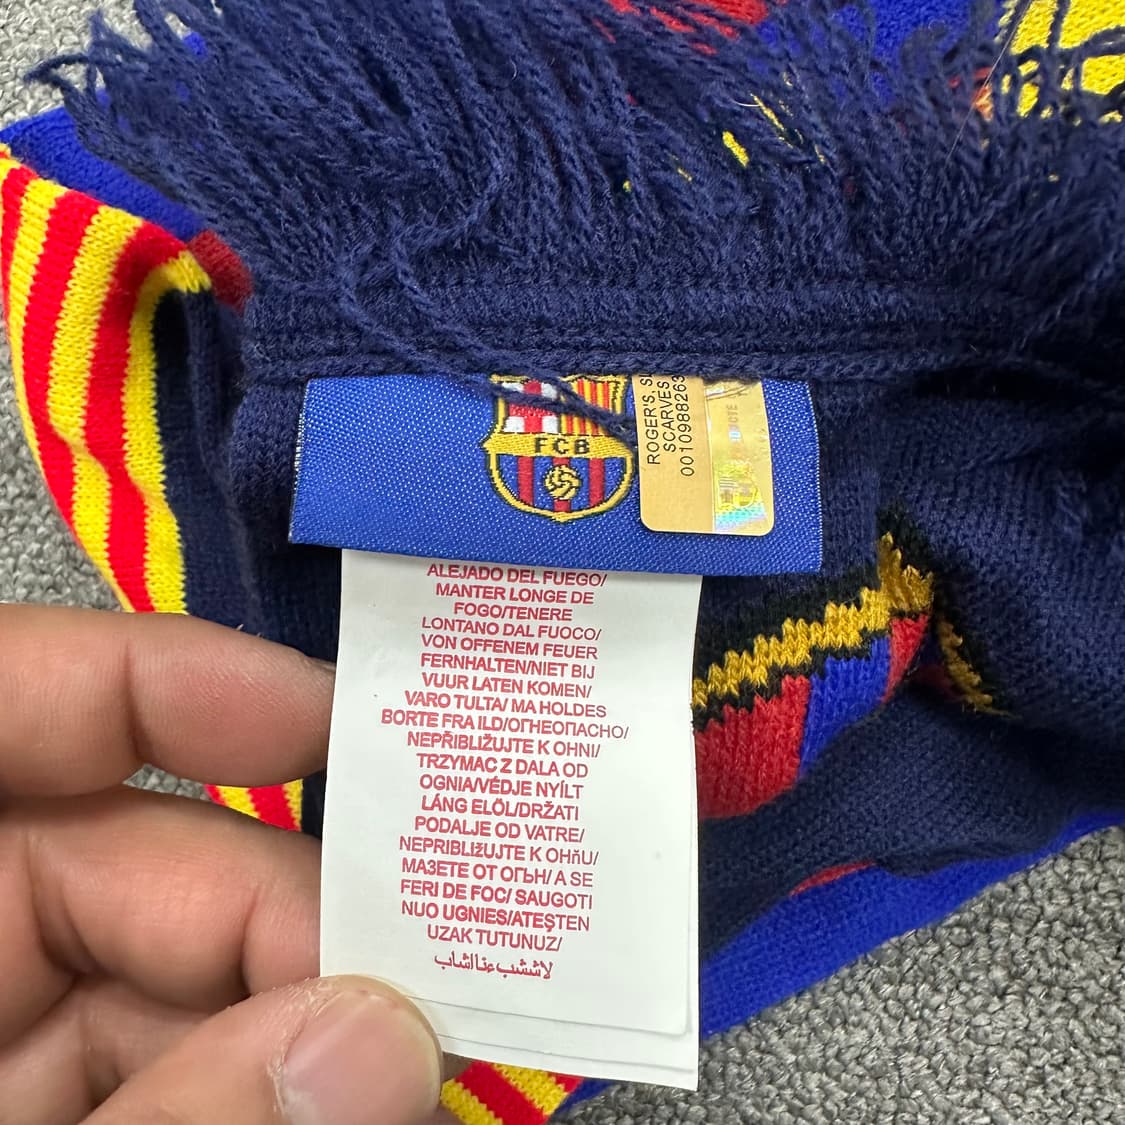 FCB
ROGER'S, SL
SCARVES
0010988263
ALEJADO DEL FUEGO/
MANTER LONGE DE
FOGO/TENERE
LONTANO DAL FUOCO/
VON OFFENEM FEUER
FERNHALTEN/NIET BIJ
VUUR LATEN KOMEN/
VARO TULTA/ MA HOLDES
BORTE FRA ILD/ОГНЕОПАСНО/
NEPŘIBLIŽUJTE K OHNI/
TRZYMAC Z DALA OD
OGNIA/VÉDJE NYÍLT
LÁNG ELÖL/DRŽATI
PODALJE OD VATRE/
NEPRIBLIžUJTE K OHňU/
МАЗЕТЕ ОТ ОГЪН/ A SE
FERI DE FOC/ SAUGOTI
NUO UGNIES/ATEŞTEN
UZAK TUTUNUZ/